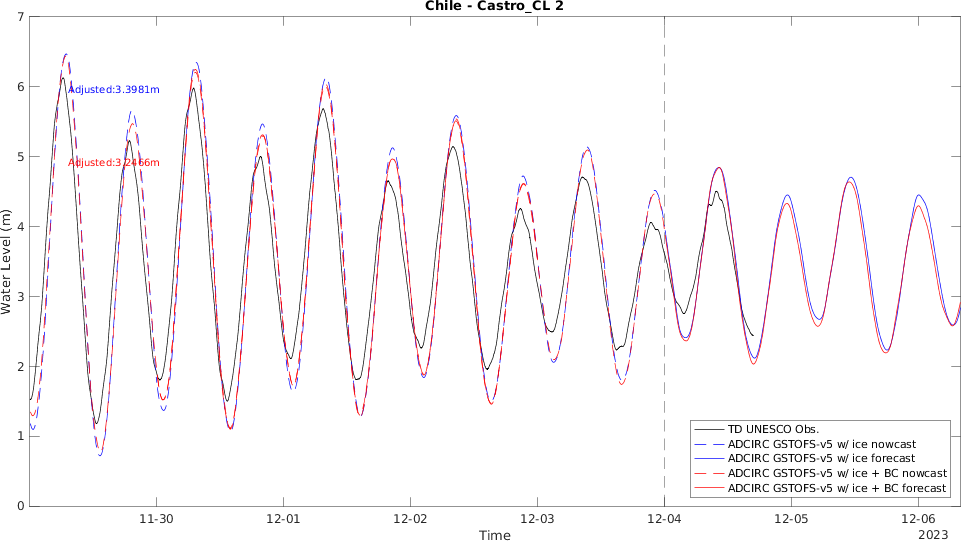 Chile - Castro_CL 2
7
6
5
4
3
2
1
0
Water Level (m)
Adjusted:3.3981m
Adjusted:3.2466m
TD UNESCO Obs.
ADCIRC GSTOFS-v5 w/ ice nowcast
ADCIRC GSTOFS-v5 w/ ice forecast
ADCIRC GSTOFS-v5 w/ ice + BC nowcast
ADCIRC GSTOFS-v5 w/ ice + BC forecast
11-30 12-01 12-02 12-03 12-04 12-05 12-06
Time
2023